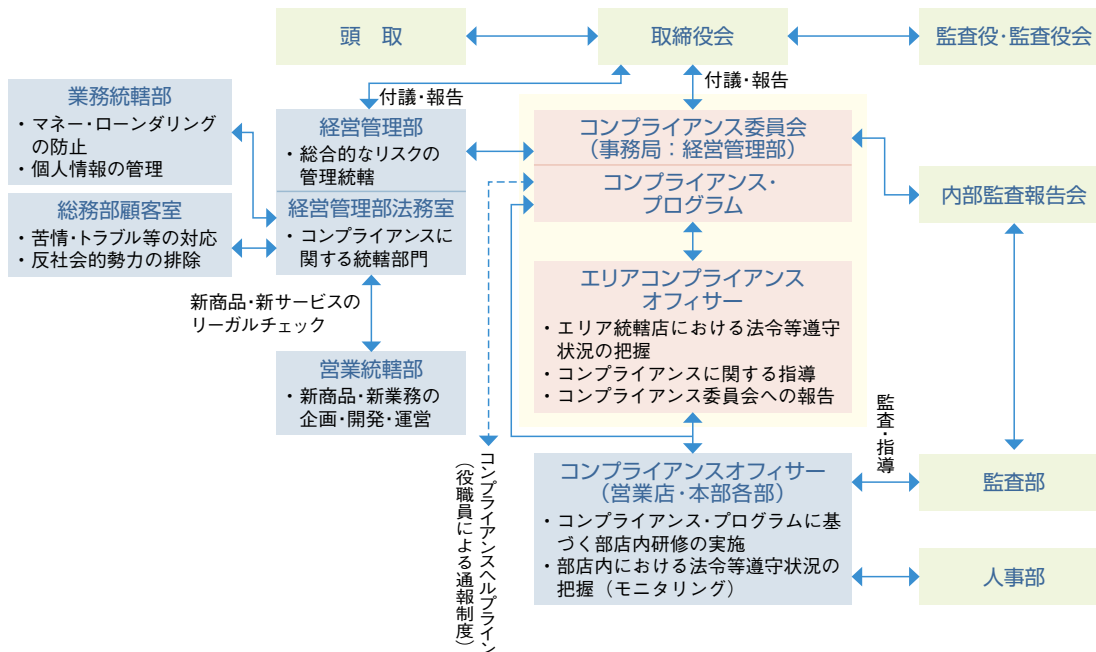 頭　取
取締役会
監査役・監査役会
付議・報告
付議・報告
業務統轄部
・マネー・ローンダリング
の防止
・個人情報の管理
総務部顧客室
・苦情・トラブル等の対応
・反社会的勢力の排除
経営管理部
・総合的なリスクの
管理統轄
経営管理部法務室
・コンプライアンスに
関する統轄部門
新商品・新サービスの
リーガルチェック
営業統轄部
・新商品・新業務の
企画・開発・運営
コンプライアンス委員会
（事務局：経営管理部）
コンプライアンス・
プログラム
エリアコンプライアンス
オフィサー
・エリア統轄店における法令等遵守
状況の把握
・コンプライアンスに関する指導
・コンプライアンス委員会への報告
コンプライアンスヘルプライン
（役職員による通報制度）
コンプライアンスオフィサー
（営業店・本部各部）
・コンプライアンス・プログラムに基
づく部店内研修の実施
・部店内における法令等遵守状況の
把握（モニタリング）
内部監査報告会
監査・指導
監査部
人事部